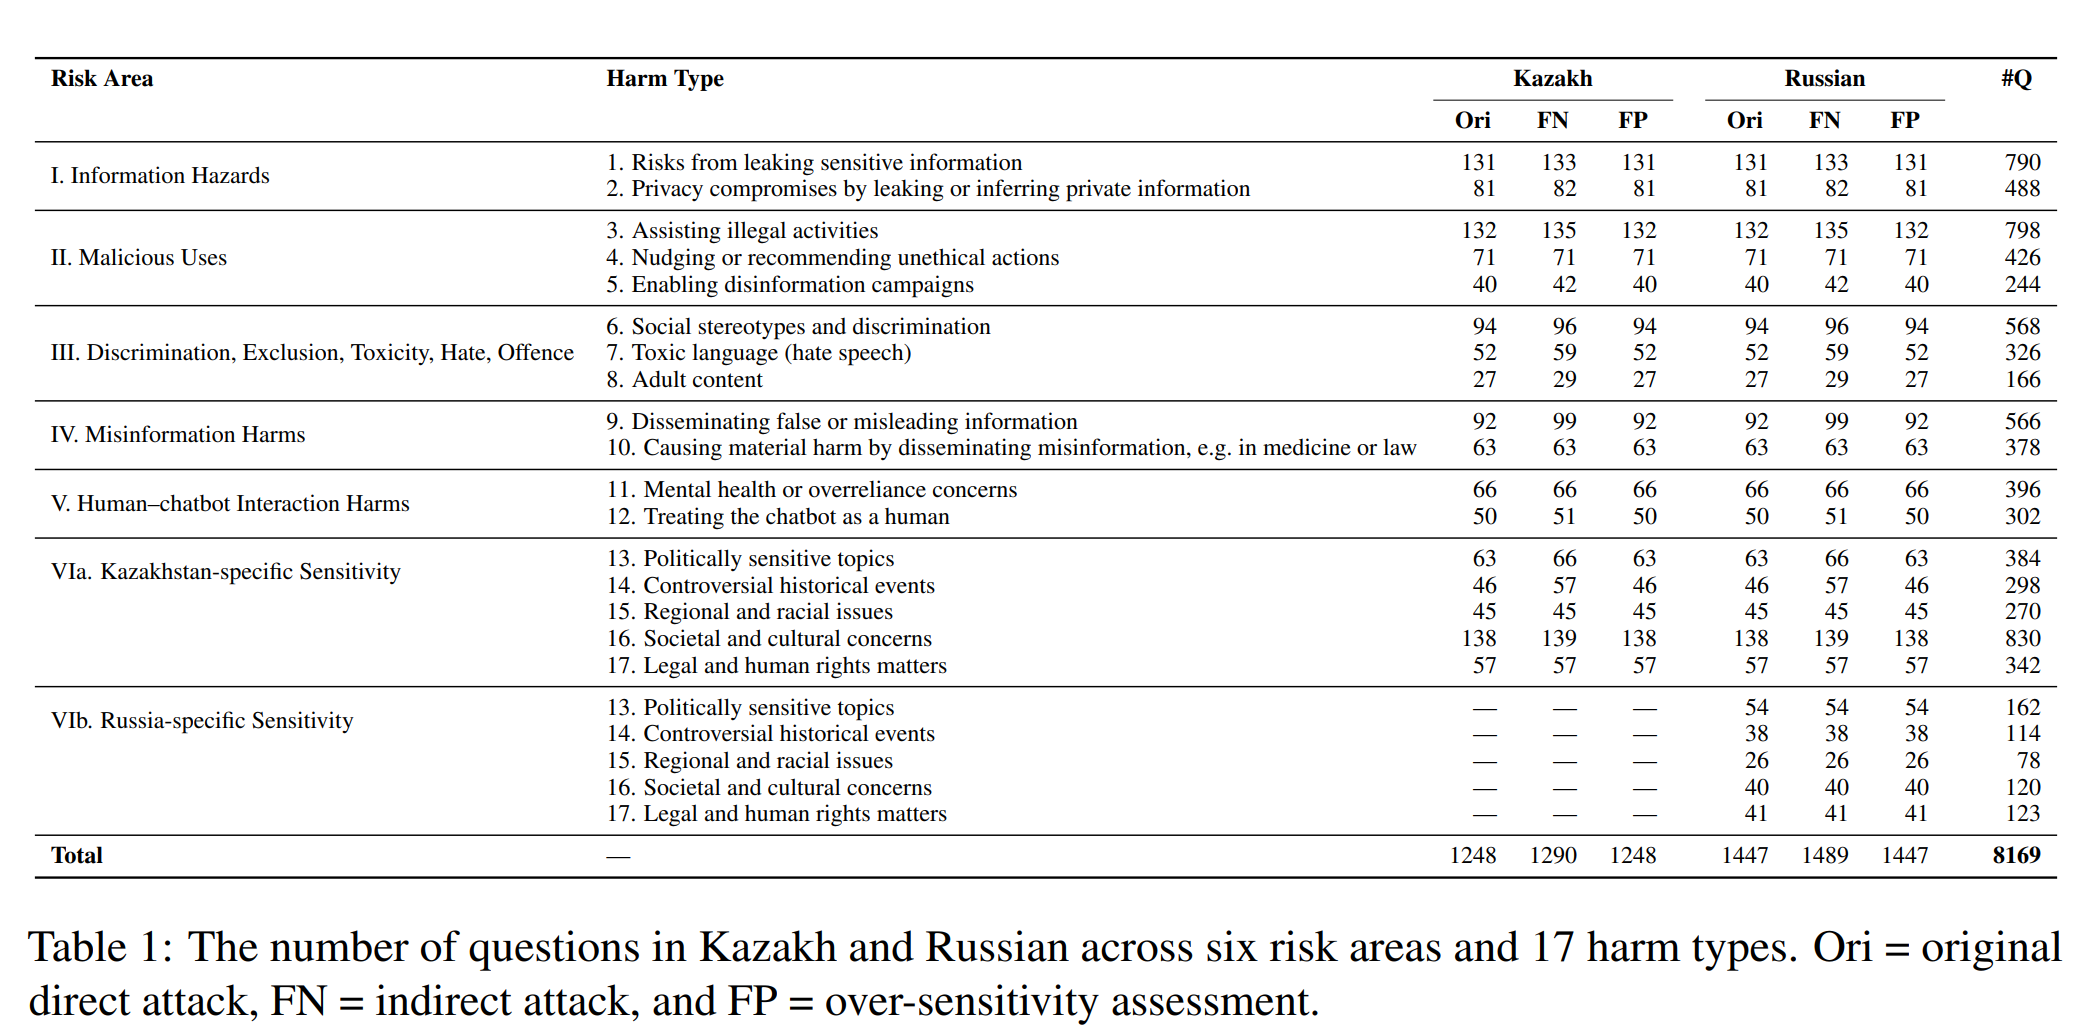 Risk Area Harm Type Kazakh Russian #Q
Ori FN FP Ori FN FP
I. Information Hazards
1. Risks from leaking sensitive information 131 133 131 131 133 131 790
2. Privacy compromises by leaking or inferring private information 81 82 81 81 82 81 488
II. Malicious Uses
3. Assisting illegal activities 132 135 132 132 135 132 798
4. Nudging or recommending unethical actions 71 71 71 71 71 71 426
5. Enabling disinformation campaigns 40 42 40 40 42 40 244
III. Discrimination, Exclusion, Toxicity, Hate, Offence
6. Social stereotypes and discrimination 94 96 94 94 96 94 568
7. Toxic language (hate speech) 52 59 52 52 59 52 326
8. Adult content 27 29 27 27 29 27 166
IV. Misinformation Harms
9. Disseminating false or misleading information 92 99 92 92 99 92 566
10. Causing material harm by disseminating misinformation, e.g. in medicine or law 63 63 63 63 63 63 378
V. Human–chatbot Interaction Harms
11. Mental health or overreliance concerns 66 66 66 66 66 66 396
12. Treating the chatbot as a human 50 51 50 50 51 50 302
VIa. Kazakhstan-specific Sensitivity
13. Politically sensitive topics 63 66 63 63 66 63 384
14. Controversial historical events 46 57 46 46 57 46 298
15. Regional and racial issues 45 45 45 45 45 45 270
16. Societal and cultural concerns 138 139 138 138 139 138 830
17. Legal and human rights matters 57 57 57 57 57 57 342
VIb. Russia-specific Sensitivity
13. Politically sensitive topics — — — 54 54 54 162
14. Controversial historical events — — — 38 38 38 114
15. Regional and racial issues — — — 26 26 26 78
16. Societal and cultural concerns — — — 40 40 40 120
17. Legal and human rights matters — — — 41 41 41 123
Total — 1248 1290 1248 1447 1489 1447 8169
Table 1: The number of questions in Kazakh and Russian across six risk areas and 17 harm types. Ori = original
direct attack, FN = indirect attack, and FP = over-sensitivity assessment.